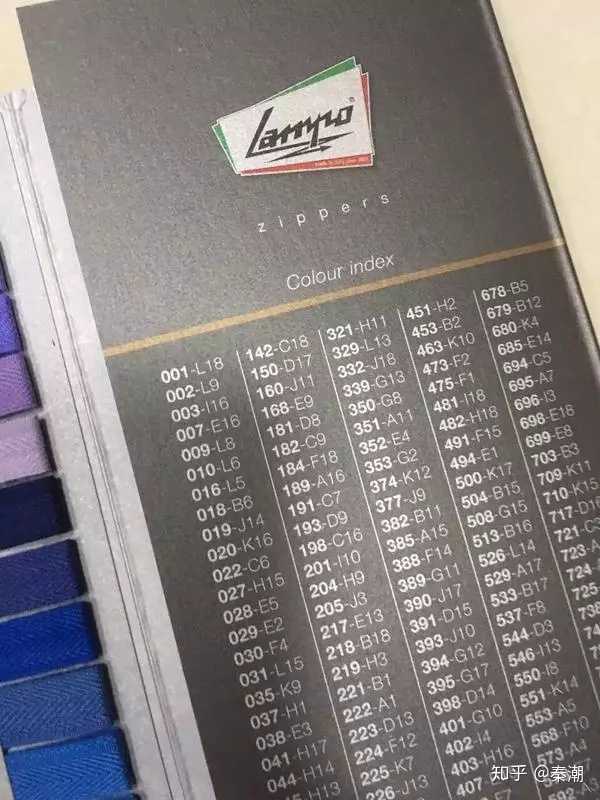 Lampo
zippers
Colour index
001-L18
002-L9
003-I16
007-E16
009-L8
010-L6
016-L5
018-B6
019-J14
020-K16
022-C6
027-H15
028-E5
029-E2
030-F4
031-L15
035-K9
037-H1
038-E3
041-H17
044-H14
142-C18
150-D17
160-J11
168-E9
181-D8
182-C9
184-F18
189-A16
191-C7
193-D9
198-C16
201-I10
204-H9
205-J3
217-E13
218-B18
219-H3
221-B1
222-A1
223-D13
224-F12
225-K7
226-J13
321-H11
329-L13
332-J18
339-G13
350-G8
351-A11
352-E4
353-G2
374-K12
377-J9
382-B11
385-A15
388-F14
389-G11
390-J17
391-D15
393-J10
394-G12
395-G17
398-D14
401-G10
402-I4
403-H16
451-H2
453-B2
463-K10
473-F2
475-F1
481-I18
482-H18
491-F15
494-E1
500-K17
504-B15
508-G15
513-B16
526-L14
529-A17
533-B17
537-F8
544-D3
546-I13
550-I8
551-K14
553-A5
568-F10
573-A4
678-B5
679-B12
680-K4
685-E14
694-C5
695-A7
696-I3
698-E18
699-E8
703-B3
709-K11
710-K15
知乎 @秦潮